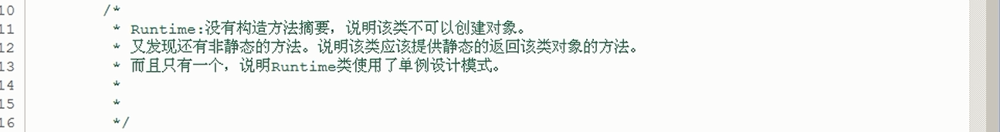 10 /*
11 * Runtime:没有构造方法摘要，说明该类不可以创建对象。
12 * 又发现还有非静态的方法。说明该类应该提供静态的返回该类对象的方法。
13 * 而且只有一个，说明Runtime类使用了单例设计模式。
14 *
15 *
16 */